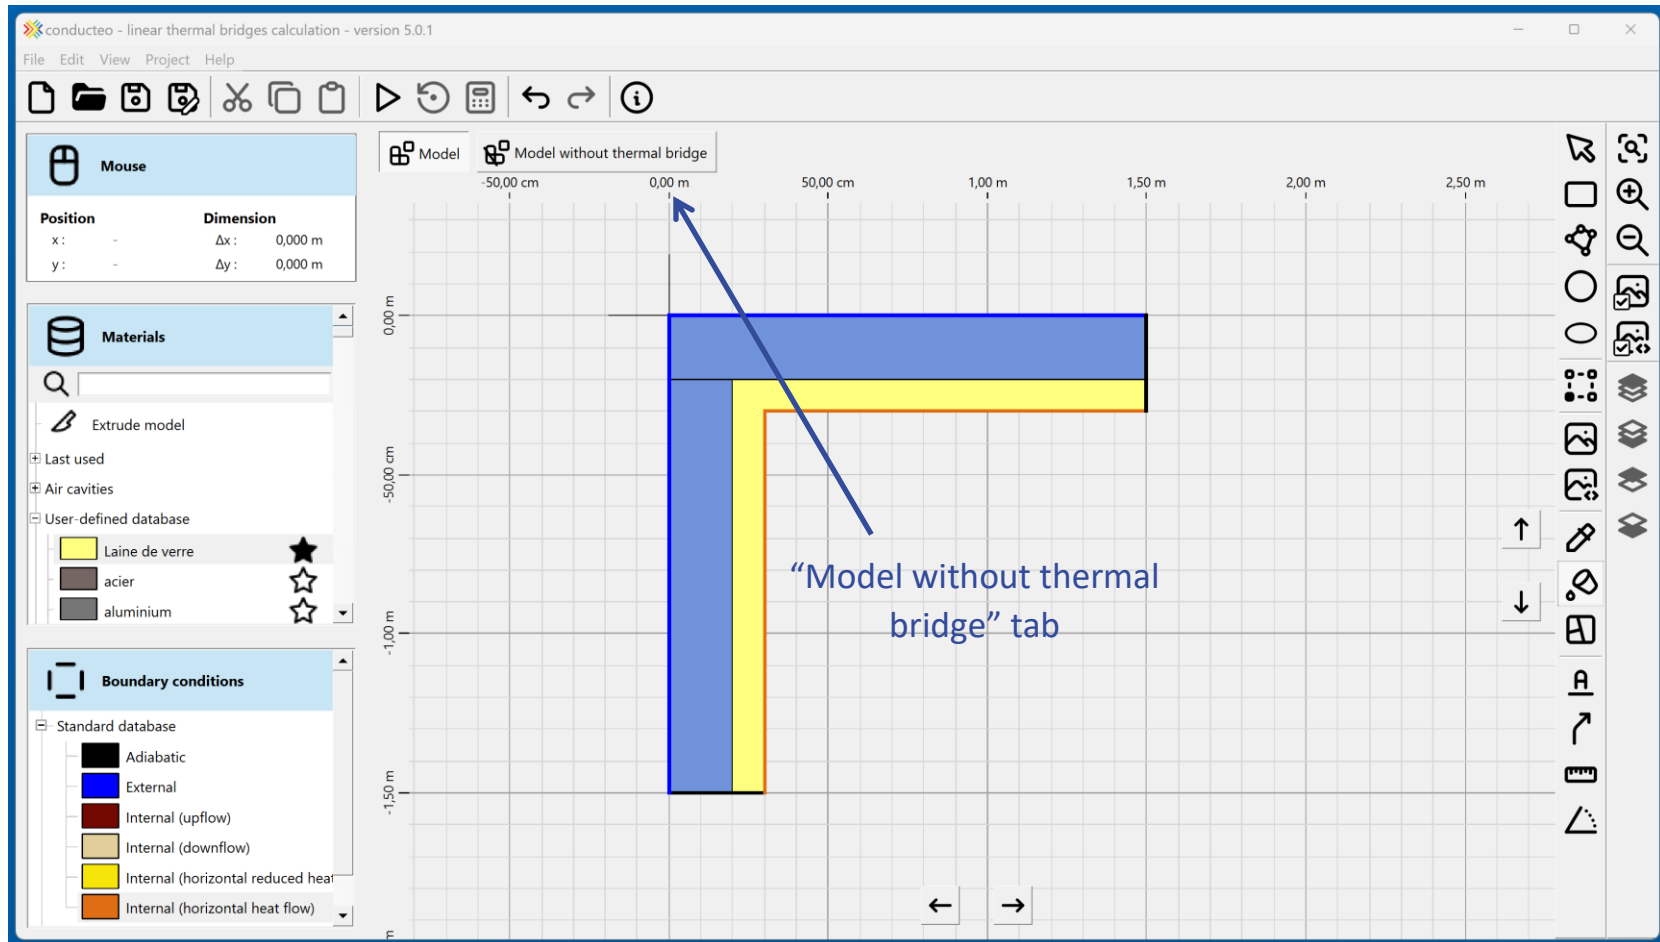 conducteo - linear thermal bridges calculation - version 5.0.1
File Edit View Project Help
Mouse
Position Dimension
x : - Δx : 0,000 m
y : - Δy : 0,000 m
Materials
Extrude model
Last used
Air cavities
User-defined database
Laine de verre
acier
aluminium
Boundary conditions
Standard database
Adiabatic
External
Internal (upflow)
Internal (downflow)
Internal (horizontal reduced heat
Internal (horizontal heat flow)
Model Model without thermal bridge
-50,00 cm 0,00 m 50,00 cm 1,00 m 1,50 m 2,00 m 2,50 m
0,00 m
-50,00 cm
-1,00 m
-1,50 m
m
“Model without thermal
bridge” tab
A